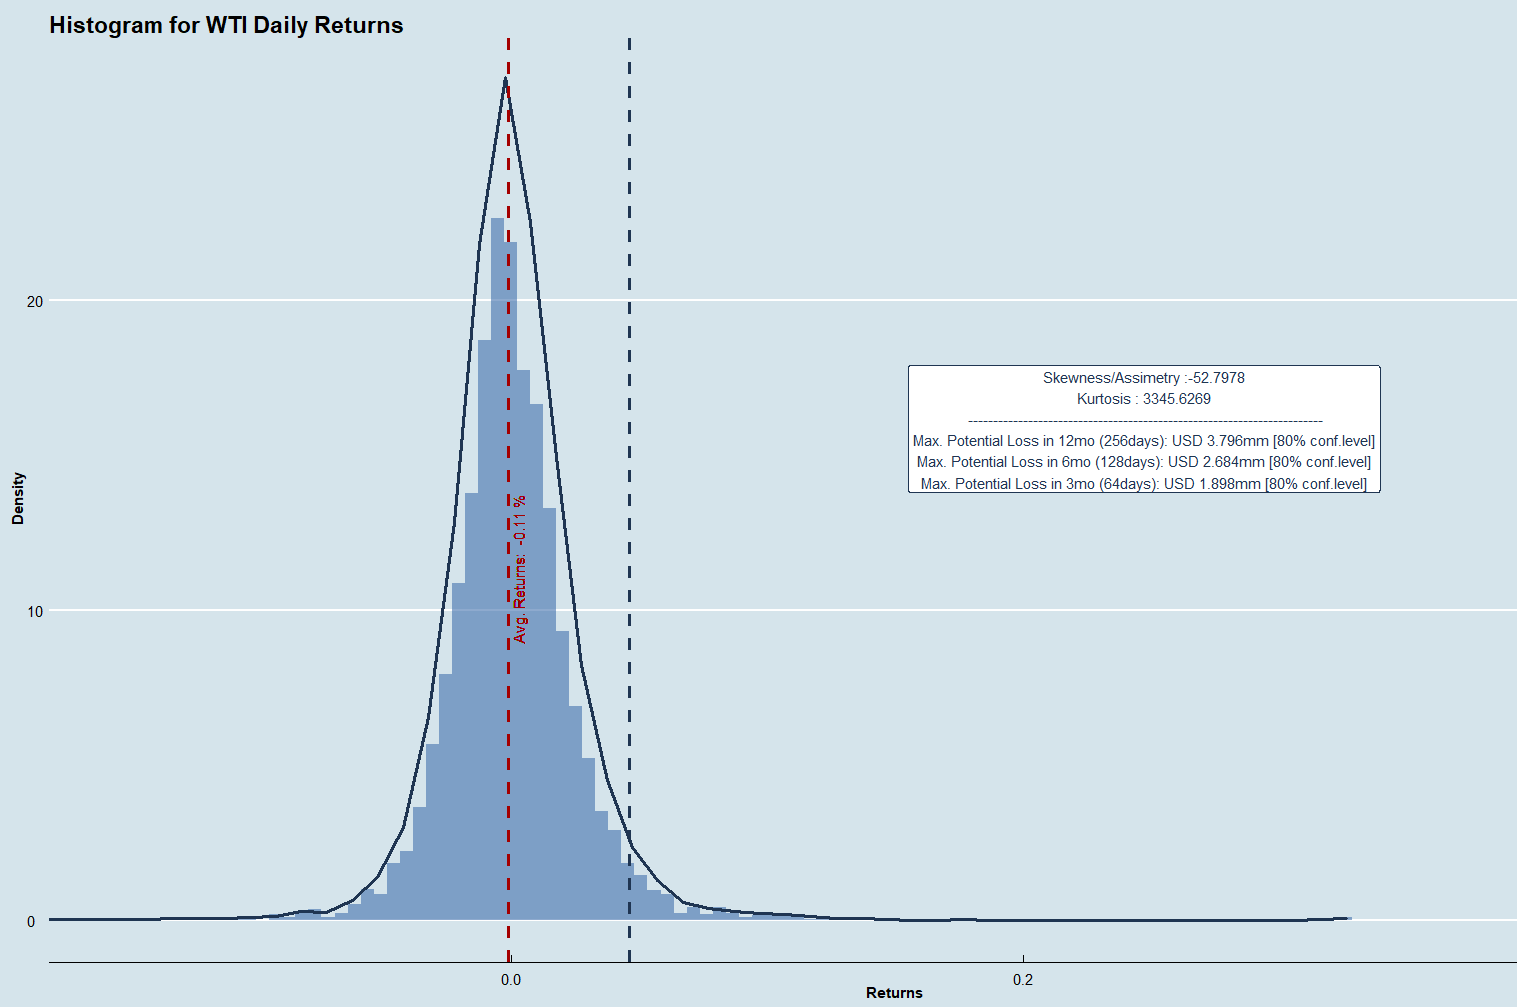 Histogram for WTI Daily Returns
20
Skewness/Assimetry :-52.7978
Kurtosis : 3345.6269
-----------------------------------------------------------------------
Max. Potential Loss in 12mo (256days): USD 3.796mm [80% conf.level]
Max. Potential Loss in 6mo (128days): USD 2.684mm [80% conf.level]
Max. Potential Loss in 3mo (64days): USD 1.898mm [80% conf.level]
Density
Avg. Returns: -0.11 %
10
0
0.0
0.2
Returns